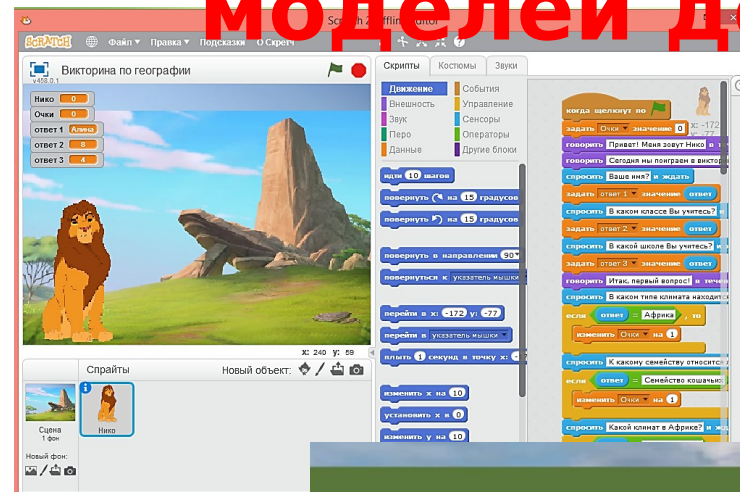 моделей
Scratch 2 Offline Editor
SCRATCH Файл Правка Подсказки О Скретч
v458.0.1
Викторина по географии
Нико 0
Очки 0
ответ 1 Алина
ответ 2 8
ответ 3 4
x: 240 y: 59
Спрайты
Новый объект:
Сцена
1 фон
Нико
Новый фон:
Скрипты Костюмы Звуки
Движение События
Внешность Управление
Звук Сенсоры
Перо Операторы
Данные Другие блоки
идти 10 шагов
повернуть на 15 градусов
повернуть на 15 градусов
повернуть в направлении 90
повернуться к указатель мышки
перейти в x: -172 y: -77
перейти в указатель мышки
плыть 1 секунд в точку x:
изменить x на 10
установить x в 0
изменить y на 10
x: -172
y: -77
когда щелкнут по
задать Очки значение 0
говорить Привет! Меня зовут Нико в
говорить Сегодня мы поиграем в
спросить Ваше имя? и ждать
задать ответ 1 значение ответ
спросить В каком классе Вы учитесь?
задать ответ 2 значение ответ
спросить В какой школе Вы учитесь?
задать ответ 3 значение ответ
говорить Итак, первый вопрос! в
спросить В каком типе климата
если ответ = Африка , то
изменить Очки на 1
спросить К какому семейству
если ответ = Семейство
изменить Очки на 1
спросить Какой климат в Африке? и